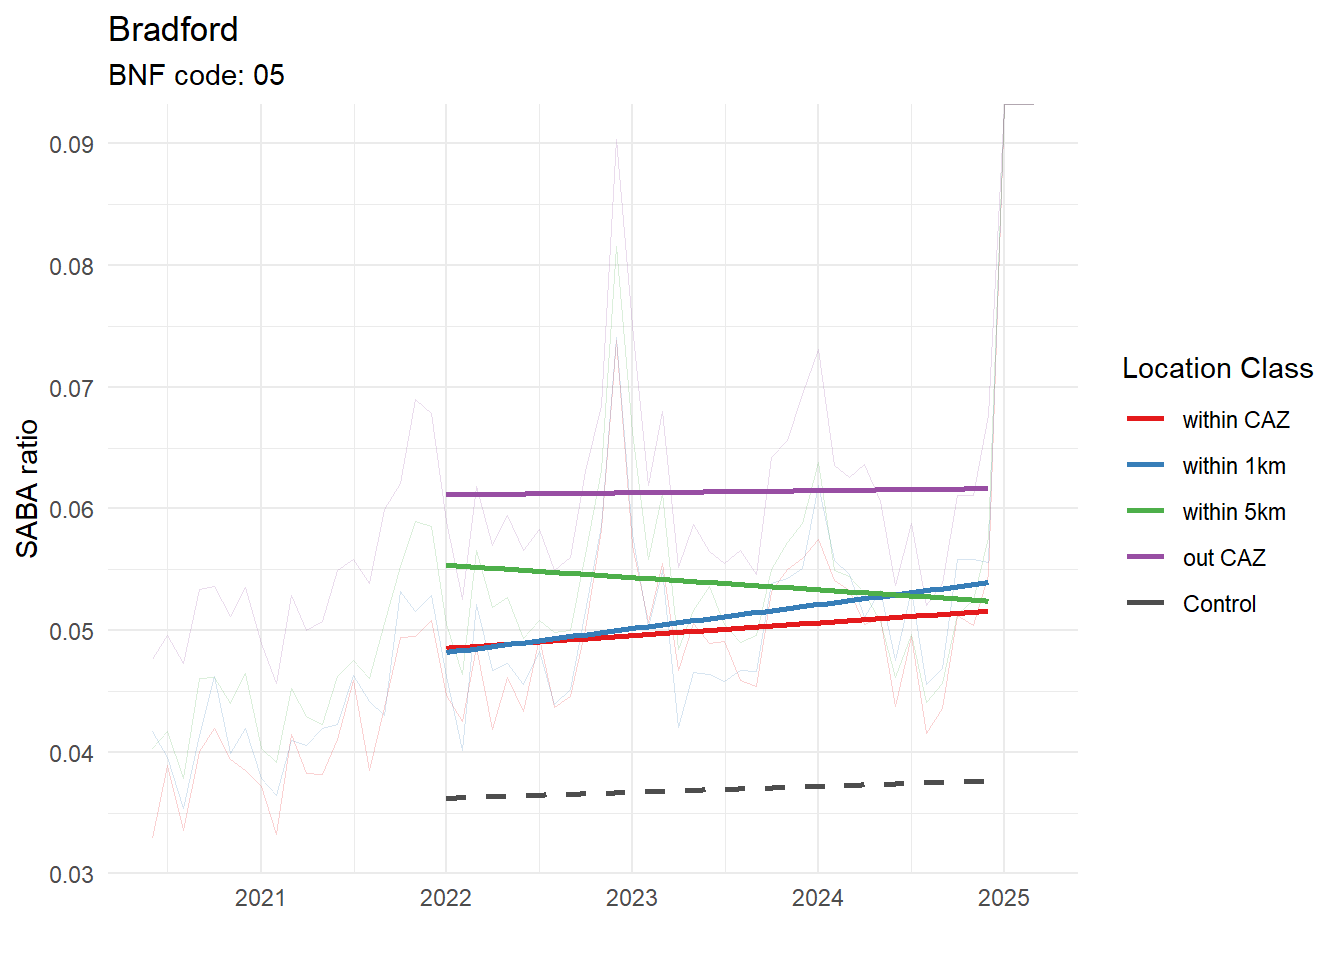 Bradford
BNF code: 05
0.09
0.08
0.07
0.06
0.05
0.04
0.03
SABA ratio
2021
2022
2023
2024
2025
Location Class
within CAZ
within 1km
within 5km
out CAZ
Control